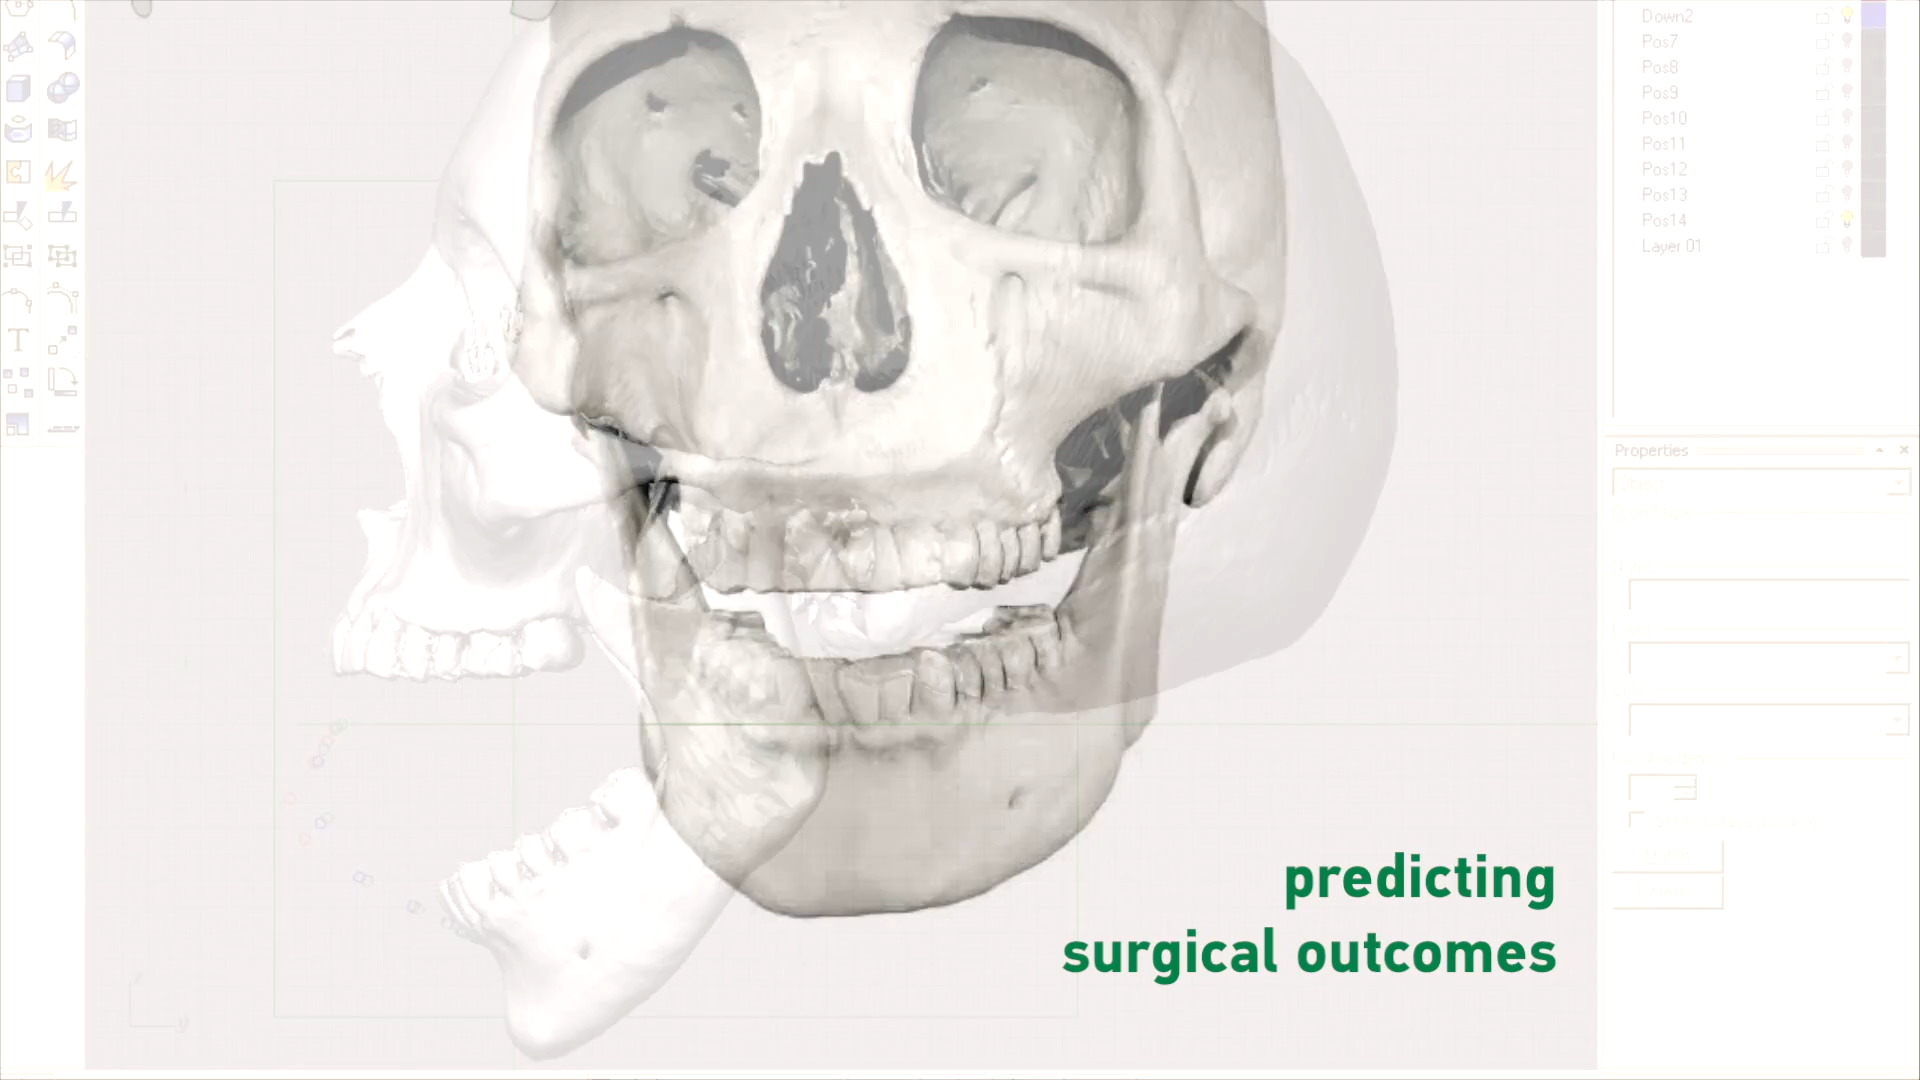 Down2
Pos7
Pos8
Pos9
Pos10
Pos11
Pos12
Pos13
Pos14
Layer 01
T
Properties
predicting
surgical outcomes